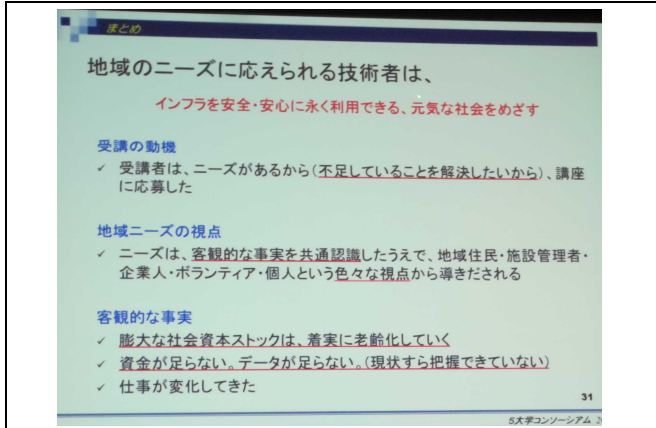 まとめ
地域のニーズに応えられる技術者は、
インフラを安全・安心に永く利用できる、元気な社会をめざす
受講の動機
✓ 受講者は、ニーズがあるから(不足していることを解決したいから)、講座
に応募した
地域ニーズの視点
✓ ニーズは、客観的な事実を共通認識したうえで、地域住民・施設管理者・
企業人・ボランティア・個人という色々な視点から導きだされる
客観的な事実
✓ 膨大な社会資本ストックは、着実に老齢化していく
✓ 資金が足らない。データが足らない。(現状すら把握できていない)
✓ 仕事が変化してきた
31
5大学コンソーシアム